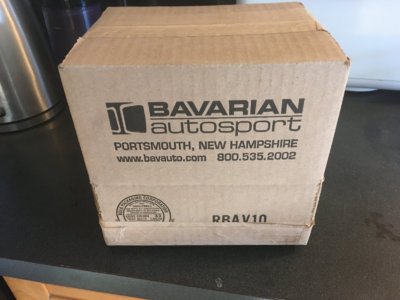 BAVARIAN
autosport
PORTSMOUTH, NEW HAMPSHIRE
www.bavauto.com 800.535.2002
RBAV10